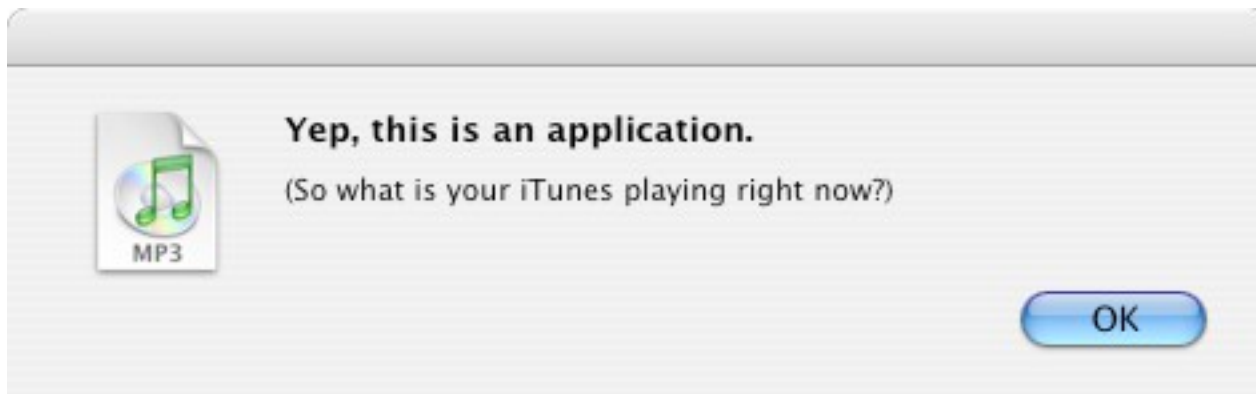 Yep, this is an application.
(So what is your iTunes playing right now?)
MP3
OK